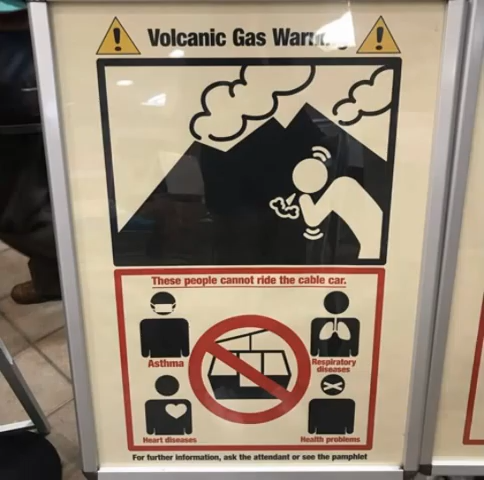 Volcanic Gas
These people cannot ride the cable car.
Asthma
Respiratory
diseases
Heart diseases
Health problems
For further information, ask the attendant or see the pamphlet